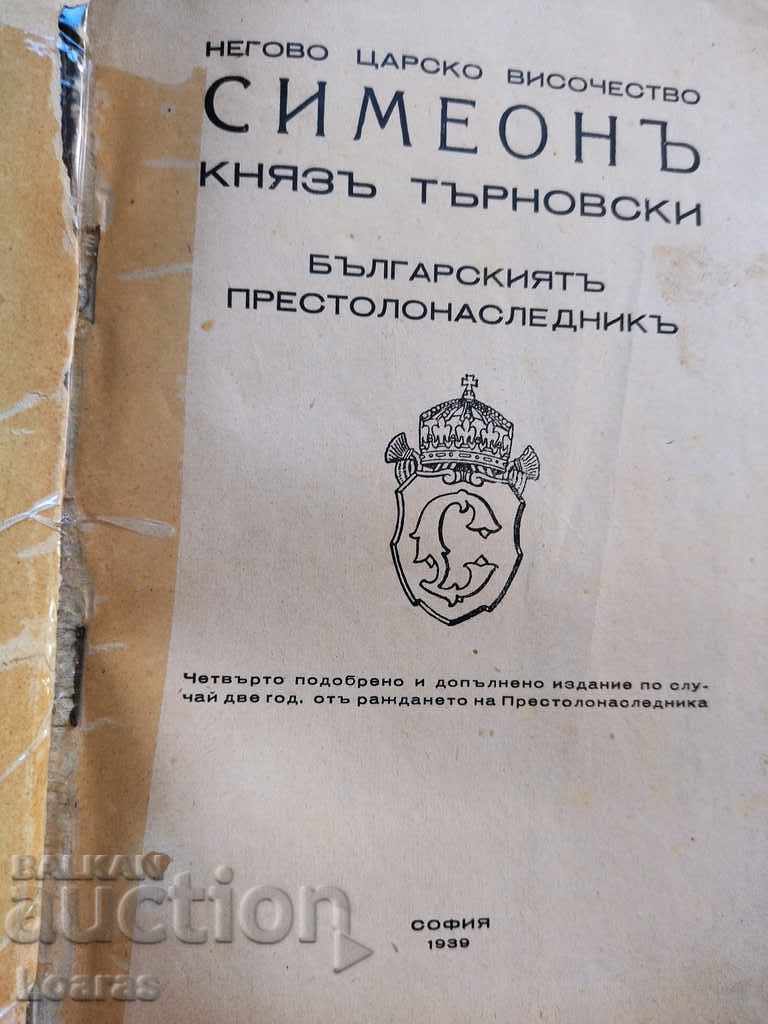 НЕГОВО ЦАРСКО ВИСОЧЕСТВО
СИМЕОНЪ
КНЯЗЪ ТЪРНОВСКИ
БЪЛГАРСКИЯТЪ
ПРЕСТОЛОНАСЛЕДНИКЪ
С
Четвърто подобрено и допълнено издание по слу-
чай две год. отъ раждането на Престолонаследника
СОФИЯ
1939
BALKAN
auction
koaras